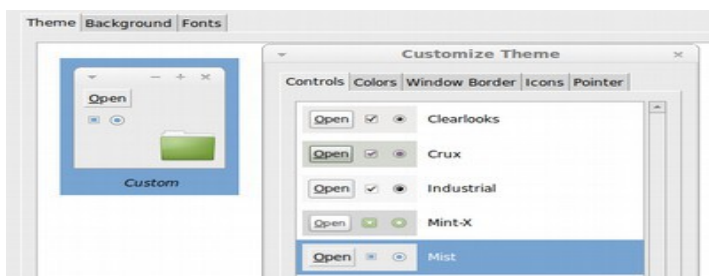 Theme Background Fonts
Customize Theme
Open
Custom
Controls Colors Window Border Icons Pointer
Open Clearlooks
Open Crux
Open Industrial
Open Mint-X
Open Mist